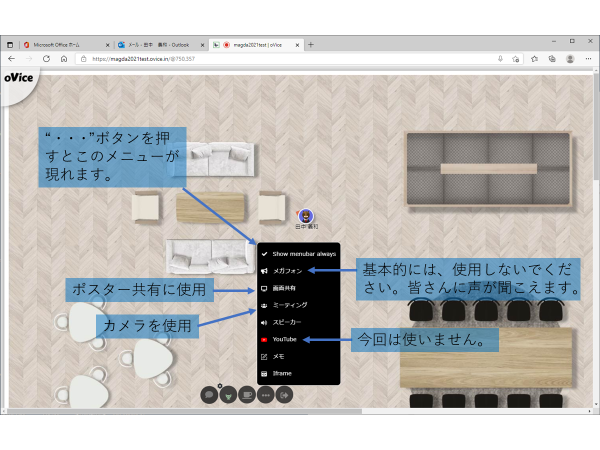 Microsoft Office ホーム
メール - 田中 義和 - Outlook
magda2021test | oVice
https://magda2021test.ovice.in/@750,357
oVice
“・・・”ボタンを押
すとこのメニューが
現れます。
田中 義和
Show menubar always
メガフォン
基本的には、使用しないでくだ
さい。皆さんに声が聞こえます。
ポスター共有に使用
画面共有
カメラを使用
ミーティング
スピーカー
YouTube
今回は使いません。
メモ
Iframe